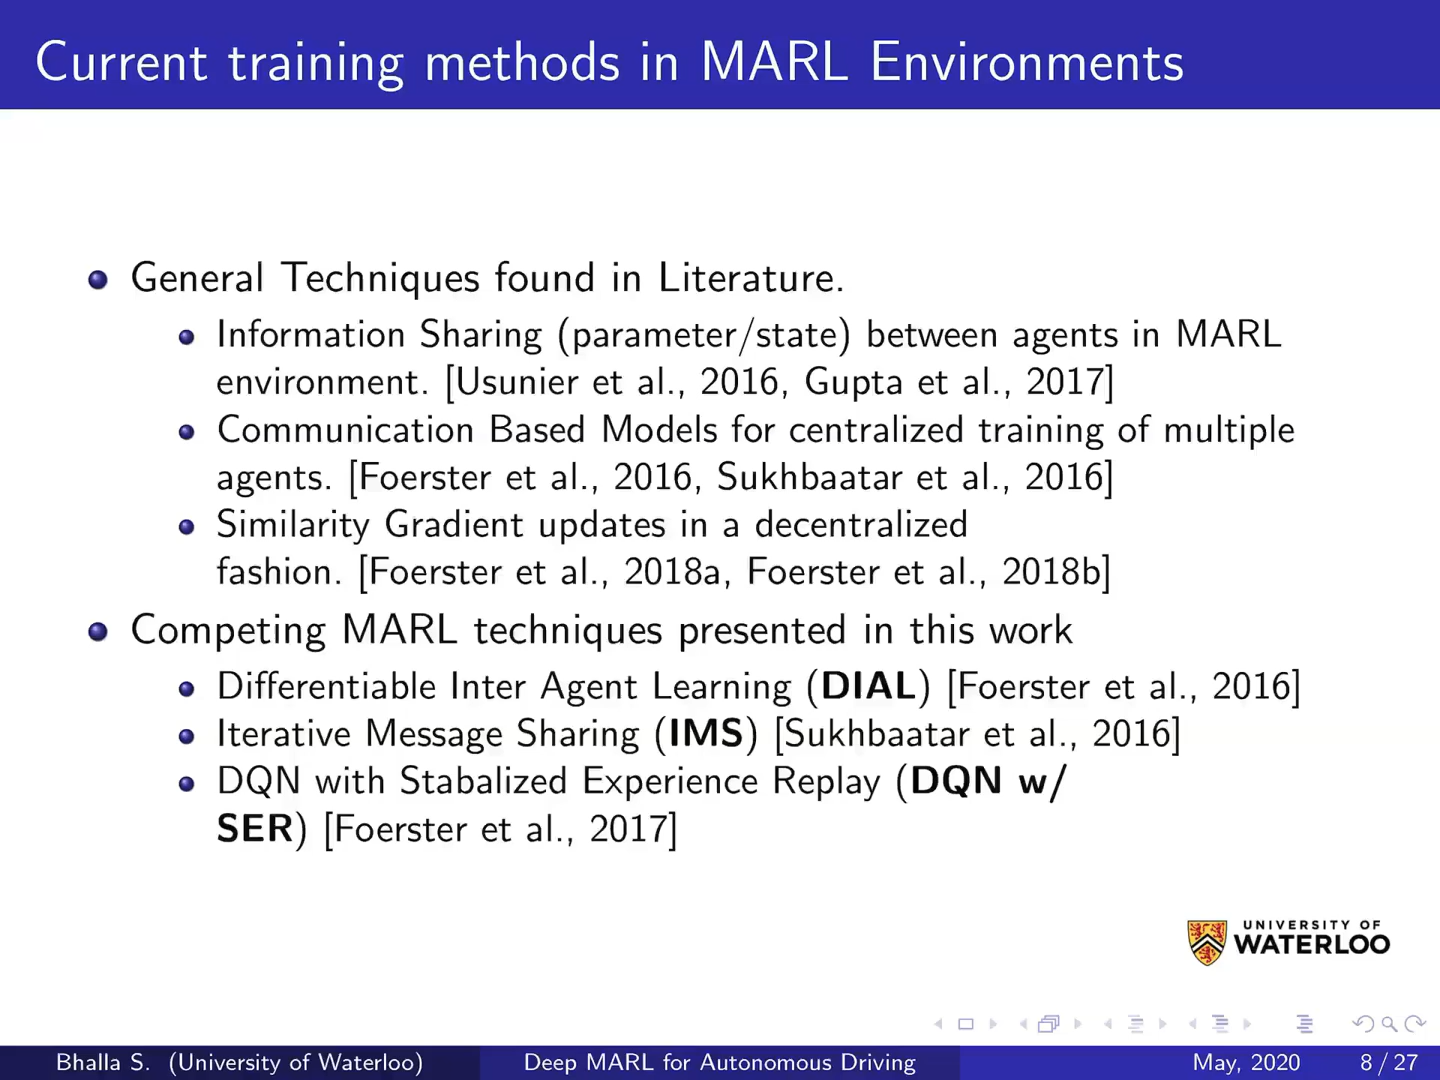 Current training methods in MARL Environments
General Techniques found in Literature.
Information Sharing (parameter/state) between agents in MARL
environment. [Usunier et al., 2016, Gupta et al., 2017]
Communication Based Models for centralized training of multiple
agents. [Foerster et al., 2016, Sukhbaatar et al., 2016]
Similarity Gradient updates in a decentralized
fashion. [Foerster et al., 2018a, Foerster et al., 2018b]
Competing MARL techniques presented in this work
Differentiable Inter Agent Learning (DIAL) [Foerster et al., 2016]
Iterative Message Sharing (IMS) [Sukhbaatar et al., 2016]
DQN with Stabalized Experience Replay (DQN w/
SER) [Foerster et al., 2017]
UNIVERSITY OF
WATERLOO
Bhalla S. (University of Waterloo) Deep MARL for Autonomous Driving May, 2020 8 / 27